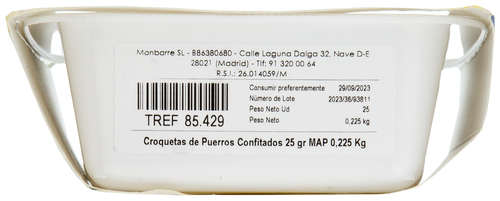 Monbarre SL - B86380680 - Calle Laguna Dalga 32, Nave D-E
28021 (Madrid) - Tlf: 91 320 00 64
R.S.I.: 26.014059/M
Consumir preferentemente 29/09/2023
Número de Lote 2023/36/93811
Peso Neto Ud 25
Peso Neto 0,225 kg
TREF 85.429
Croquetas de Puerros Confitados 25 gr MAP 0,225 Kg